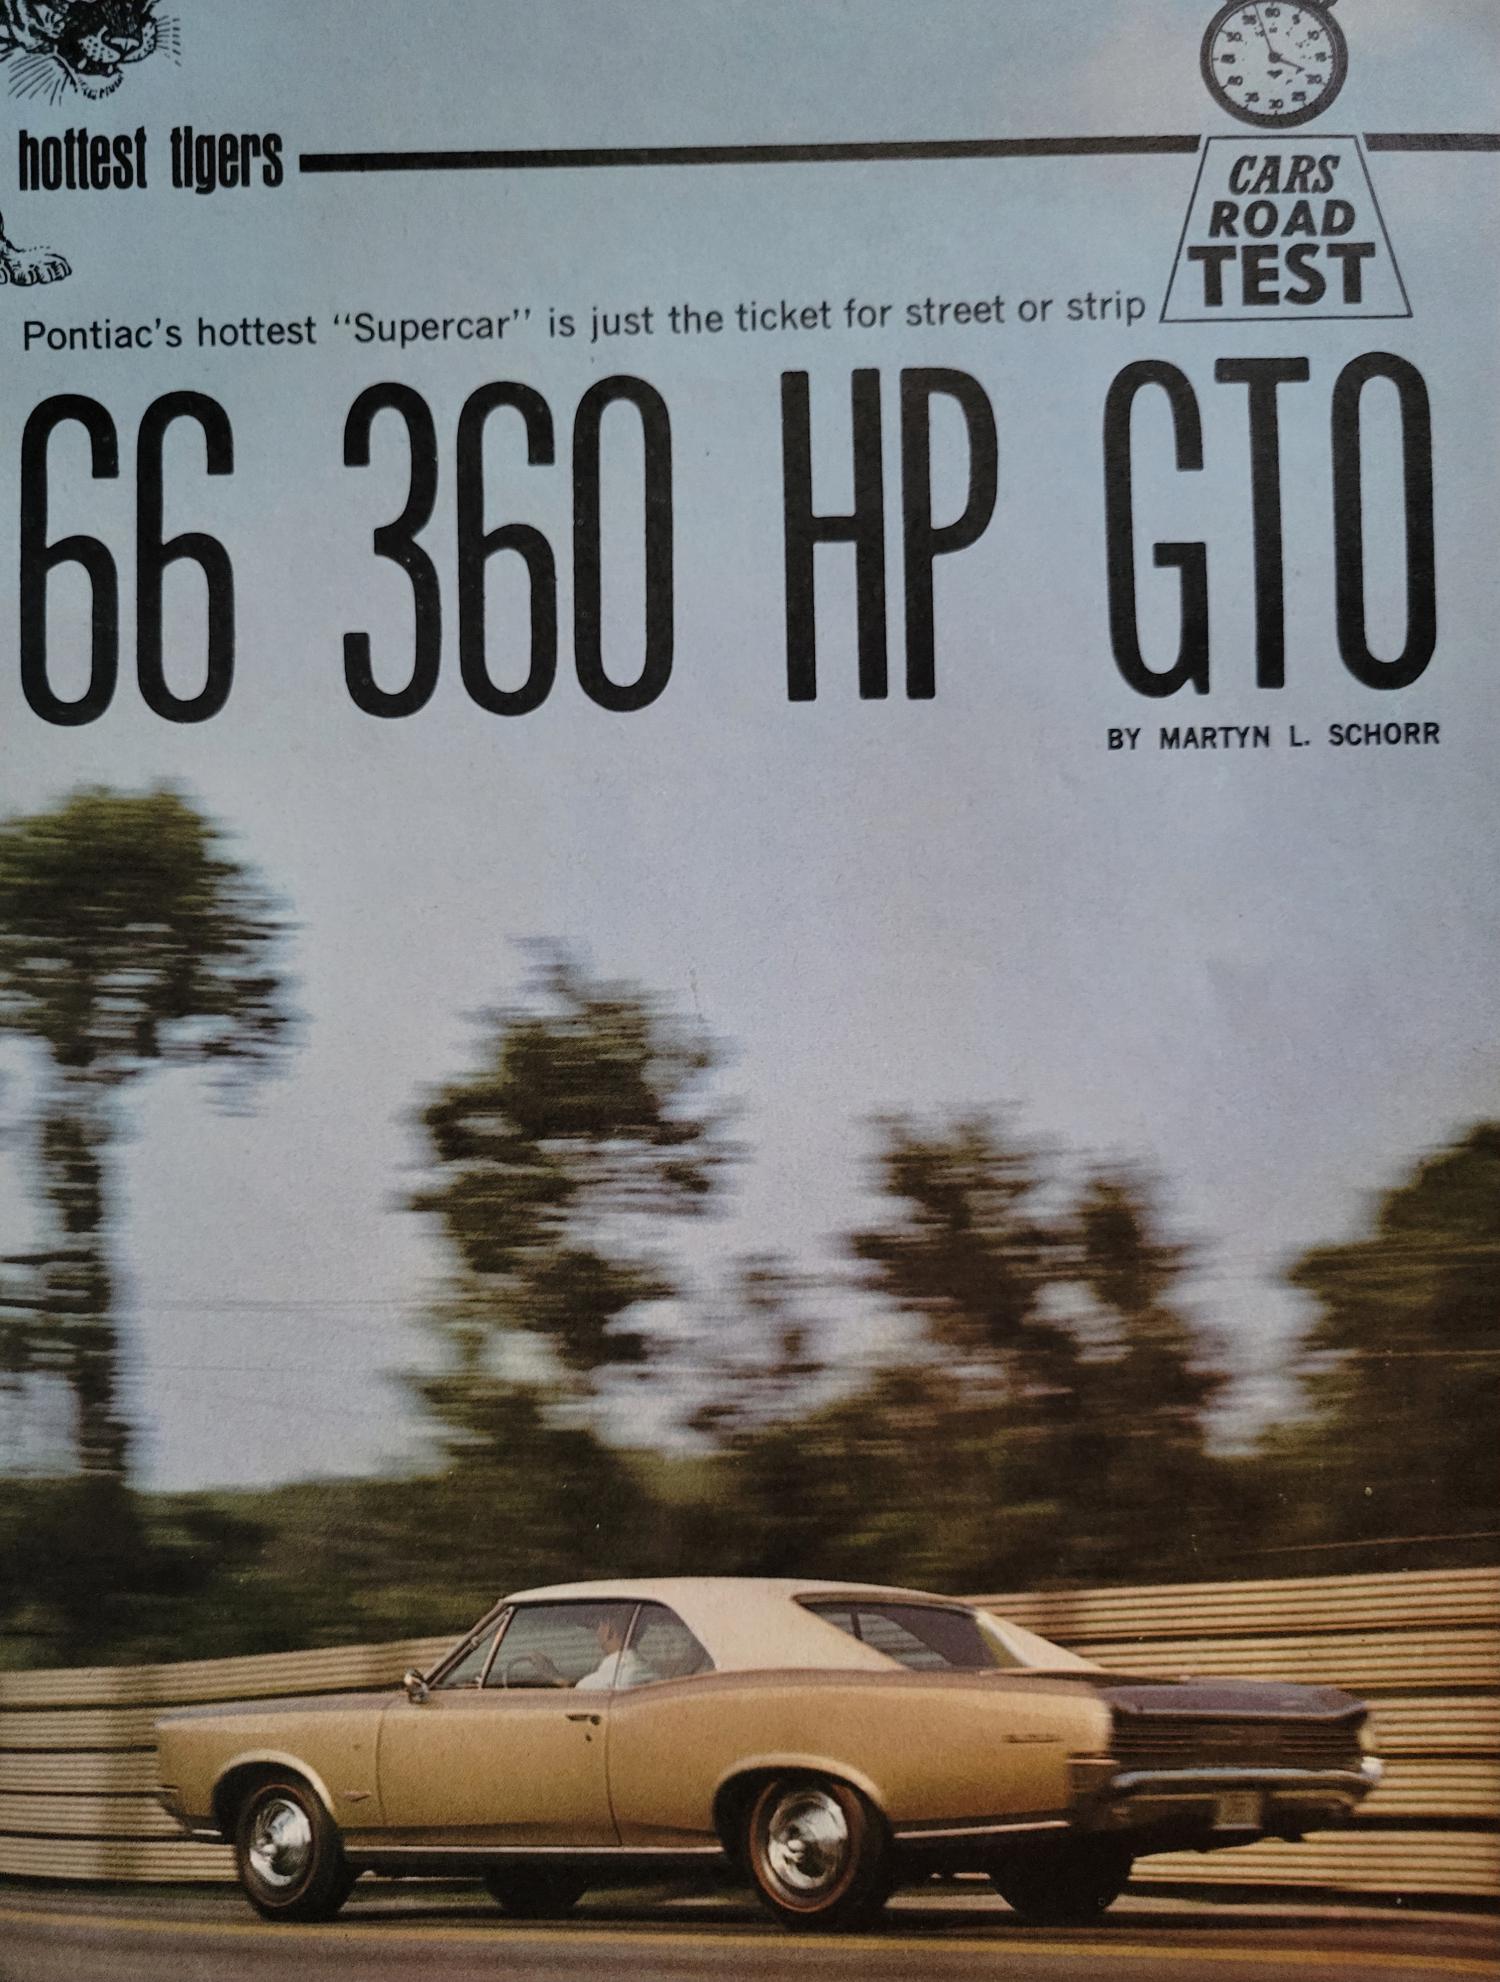 hottest tigers
CARS
ROAD
TEST
Pontiac's hottest “Supercar” is just the ticket for street or strip
66 360 HP GTO
BY MARTYN L. SCHORR